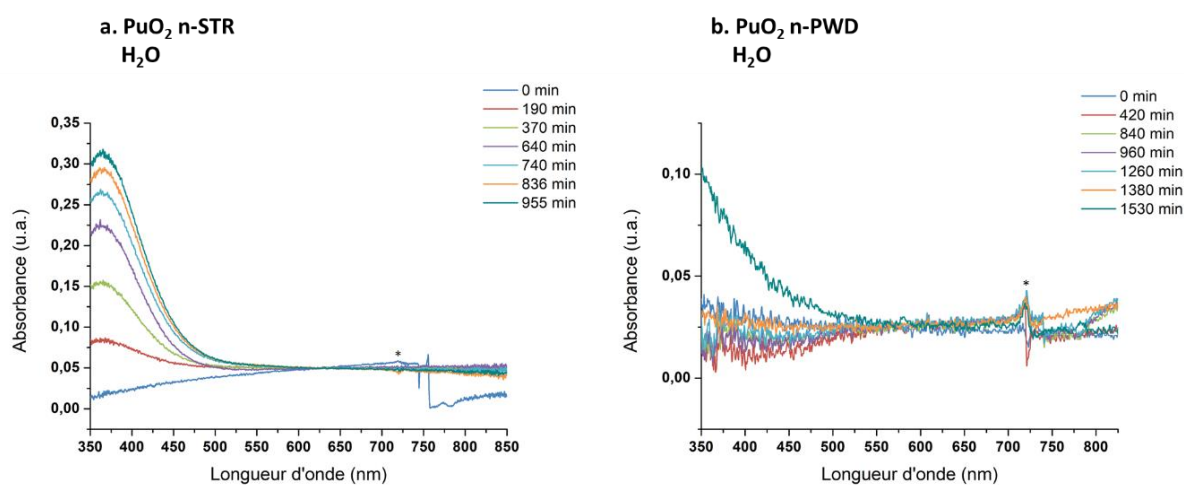 a. PuO₂ n-STR
H₂O
0 min
190 min
370 min
640 min
740 min
836 min
955 min
0,35
0,30
0,25
0,20
0,15
0,10
0,05
0,00
Absorbance (u.a.)
*
350 400 450 500 550 600 650 700 750 800 850
Longueur d'onde (nm)
b. PuO₂ n-PWD
H₂O
0 min
420 min
840 min
960 min
1260 min
1380 min
1530 min
0,10
0,05
0,00
Absorbance (u.a.)
*
350 400 450 500 550 600 650 700 750 800
Longueur d'onde (nm)